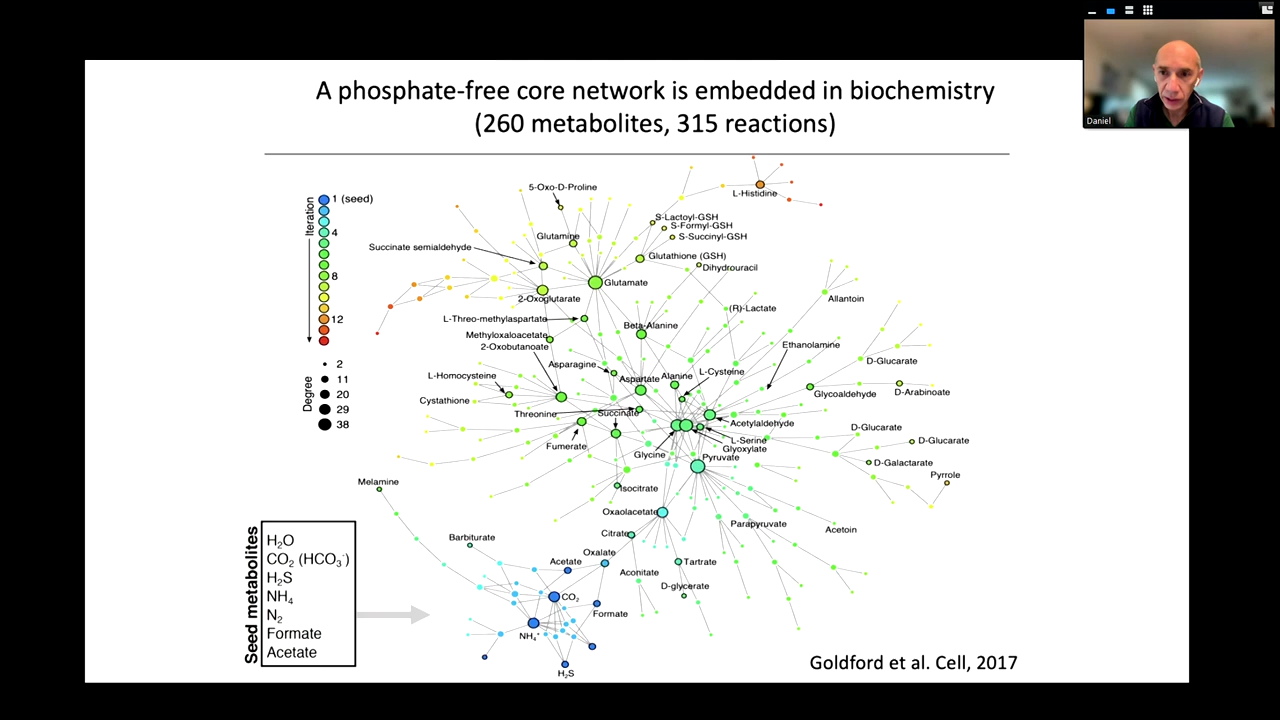 A phosphate-free core network is embedded in biochemistry
(260 metabolites, 315 reactions)
Daniel
Iteration
1 (seed)
4
8
12
Degree
2
11
20
29
38
L-Histidine
5-Oxo-D-Proline
S-Lactoyl-GSH
S-Formyl-GSH
S-Succinyl-GSH
Glutamine
Succinate semialdehyde
Glutathione (GSH)
Dihydrouracil
Glutamate
2-Oxoglutarate
Allantoin
(R)-Lactate
L-Threo-methylaspartate
Beta-Alanine
Methyloxaloacetate
2-Oxobutanoate
Ethanolamine
Asparagine
D-Glucarate
L-Cysteine
L-Homocysteine
Aspartate
Alanine
Glycoaldehyde
D-Arabinoate
Cystathione
Threonine
Succinate
Acetylaldehyde
D-Glucarate
L-Serine
D-Glucarate
Fumerate
Glycine
Glyoxylate
Pyruvate
D-Galactarate
Pyrrole
Melamine
Isocitrate
Oxaloacetate
Parapyruvate
Acetoin
Citrate
Barbiturate
Oxalate
Acetate
Tartrate
Aconitate
D-glycerate
CO₂
Formate
NH₄⁺
H₂S
Seed metabolites
H₂O
CO₂ (HCO₃⁻)
H₂S
NH₄
N₂
Formate
Acetate
Goldford et al. Cell, 2017